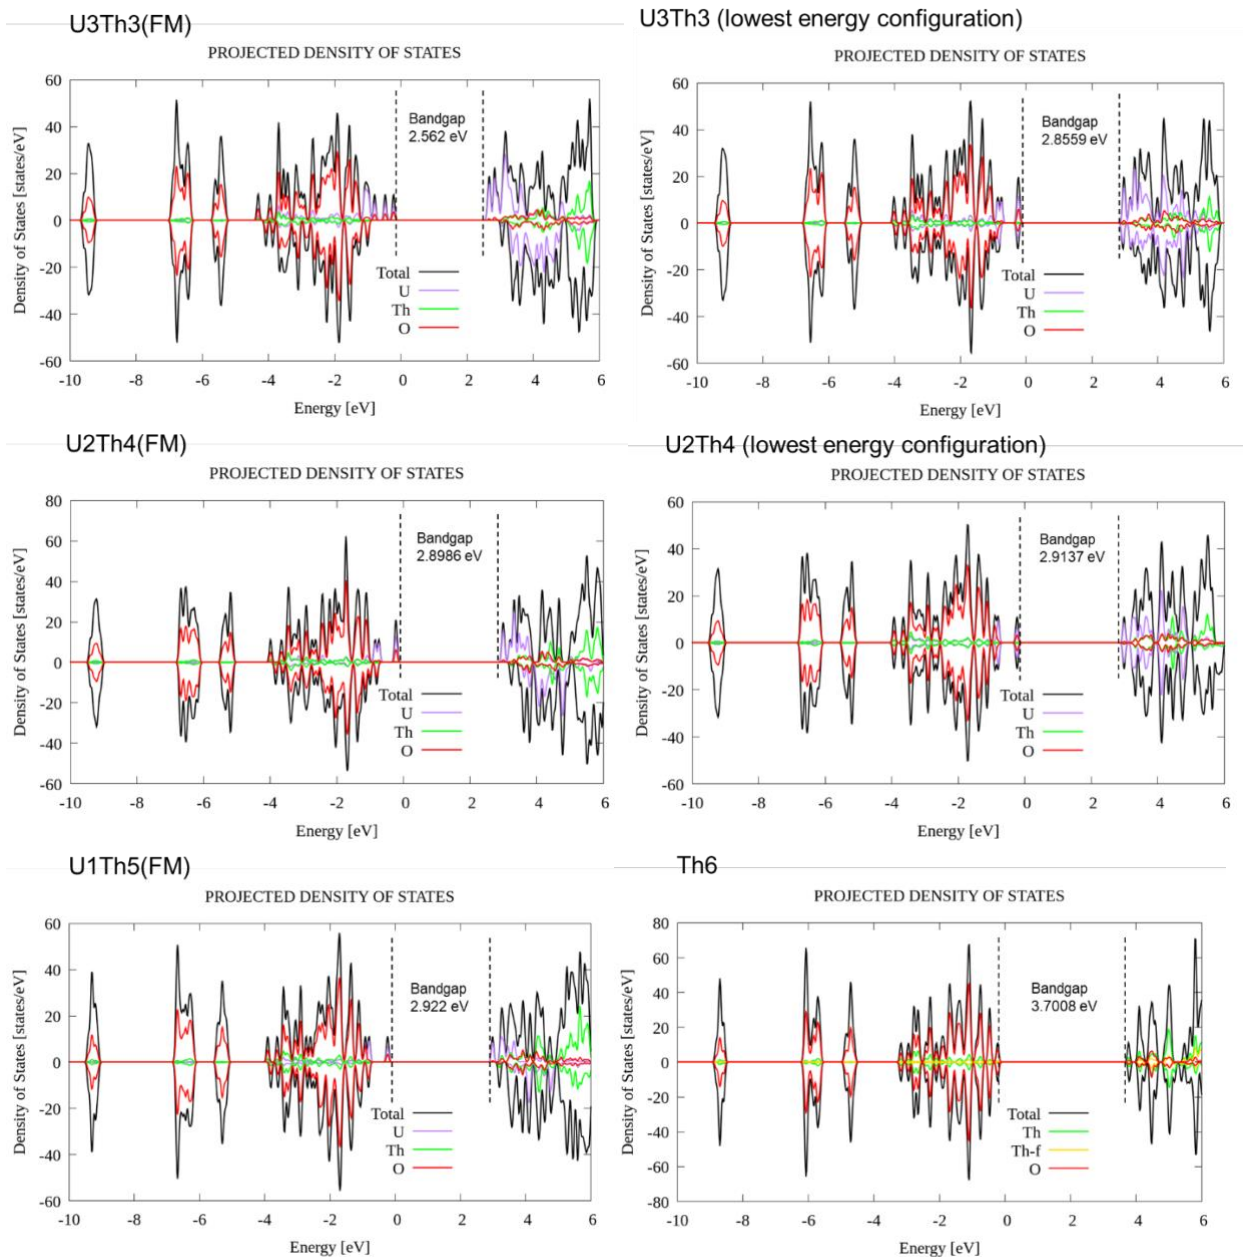 U3Th3(FM)
PROJECTED DENSITY OF STATES
Density of States [states/eV]
60
40
20
0
-20
-40
-60
Bandgap
2.562 eV
Total
U
Th
O
-10 -8 -6 -4 -2 0 2 4 6
Energy [eV]
U3Th3 (lowest energy configuration)
PROJECTED DENSITY OF STATES
Density of States [states/eV]
60
40
20
0
-20
-40
-60
Bandgap
2.8559 eV
Total
U
Th
O
-10 -8 -6 -4 -2 0 2 4 6
Energy [eV]
U2Th4(FM)
PROJECTED DENSITY OF STATES
Density of States [states/eV]
80
60
40
20
0
-20
-40
-60
Bandgap
2.8986 eV
Total
U
Th
O
-10 -8 -6 -4 -2 0 2 4 6
Energy [eV]
U2Th4 (lowest energy configuration)
PROJECTED DENSITY OF STATES
Density of States [states/eV]
60
40
20
0
-20
-40
-60
Bandgap
2.9137 eV
Total
U
Th
O
-10 -8 -6 -4 -2 0 2 4 6
Energy [eV]
U1Th5(FM)
PROJECTED DENSITY OF STATES
Density of States [states/eV]
60
40
20
0
-20
-40
-60
Bandgap
2.922 eV
Total
U
Th
O
-10 -8 -6 -4 -2 0 2 4 6
Energy [eV]
Th6
PROJECTED DENSITY OF STATES
Density of States [states/eV]
80
60
40
20
0
-20
-40
-60
-80
Bandgap
3.7008 eV
Total
Th
Th-f
O
-10 -8 -6 -4 -2 0 2 4 6
Energy [eV]